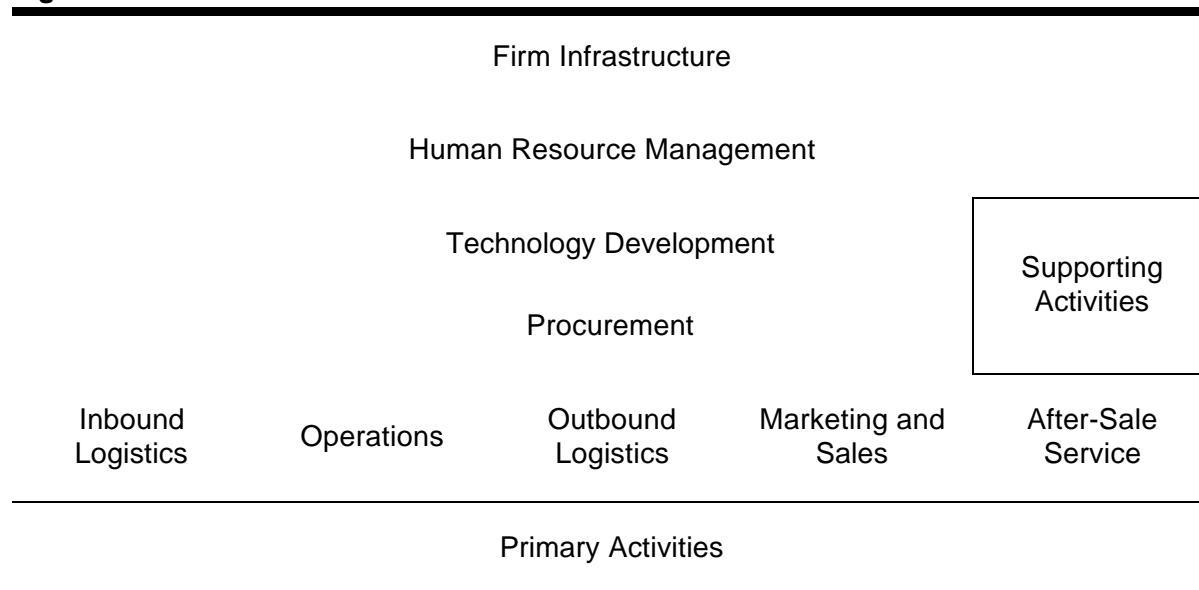 Firm Infrastructure
Human Resource Management
Technology Development
Supporting
Activities
Procurement
Inbound
Logistics
Operations
Outbound
Logistics
Marketing and
Sales
After-Sale
Service
Primary Activities